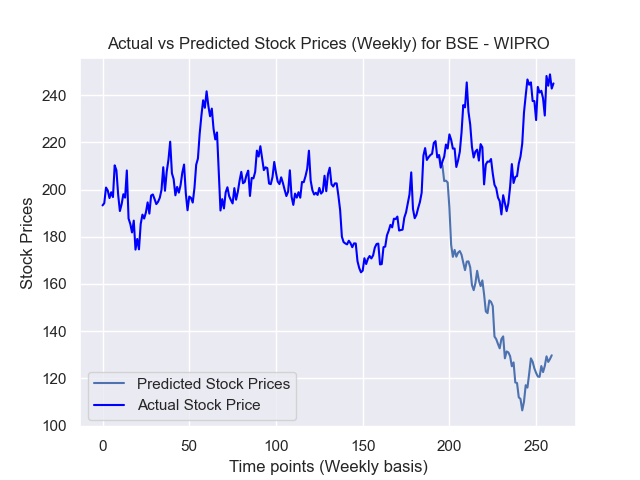 Actual vs Predicted Stock Prices (Weekly) for BSE - WIPRO
Stock Prices
240
220
200
180
160
140
120
100
Predicted Stock Prices
Actual Stock Price
0 50 100 150 200 250
Time points (Weekly basis)